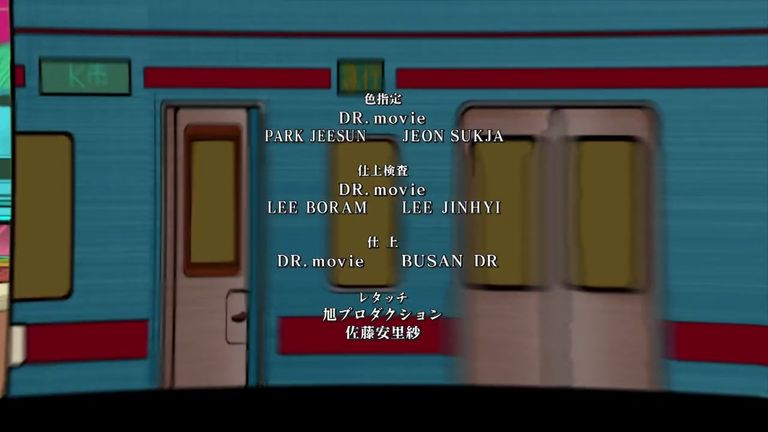 K市
急行
色指定
DR.movie
PARK JEESUN JEON SUKJA
仕上検査
DR.movie
LEE BORAM LEE JINHYI
仕上
DR.movie BUSAN DR
レタッチ
旭プロダクション
佐藤安里紗